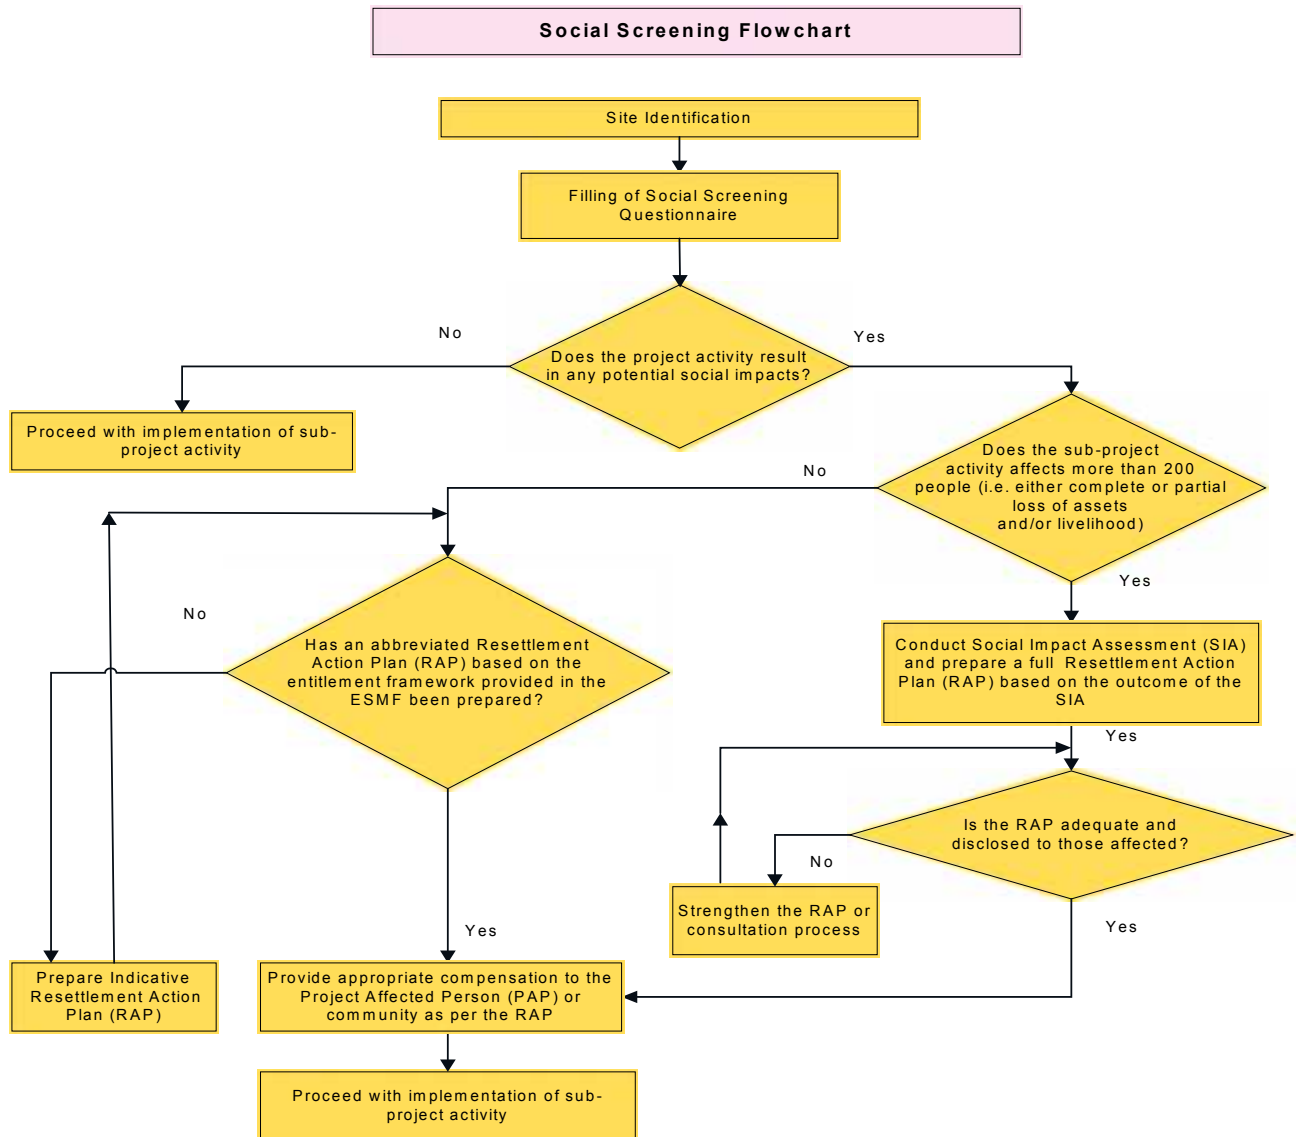 Social Screening Flowchart
Site Identification
Filling of Social Screening
Questionnaire
No
Yes
Does the project activity result
in any potential social impacts?
Proceed with implementation of sub-
project activity
No
Does the sub-project
activity affects more than 200
people (i.e. either complete or partial
loss of assets
and/or livelihood)
Yes
No
Has an abbreviated Resettlement
Action Plan (RAP) based on the
entitlement framework provided in the
ESMF been prepared?
Conduct Social Impact Assessment (SIA)
and prepare a full Resettlement Action
Plan (RAP) based on the outcome of the
SIA
Yes
Is the RAP adequate and
disclosed to those affected?
No
Strengthen the RAP or
consultation process
Yes
Yes
Prepare Indicative
Resettlement Action
Plan (RAP)
Provide appropriate compensation to the
Project Affected Person (PAP) or
community as per the RAP
Proceed with implementation of sub-
project activity